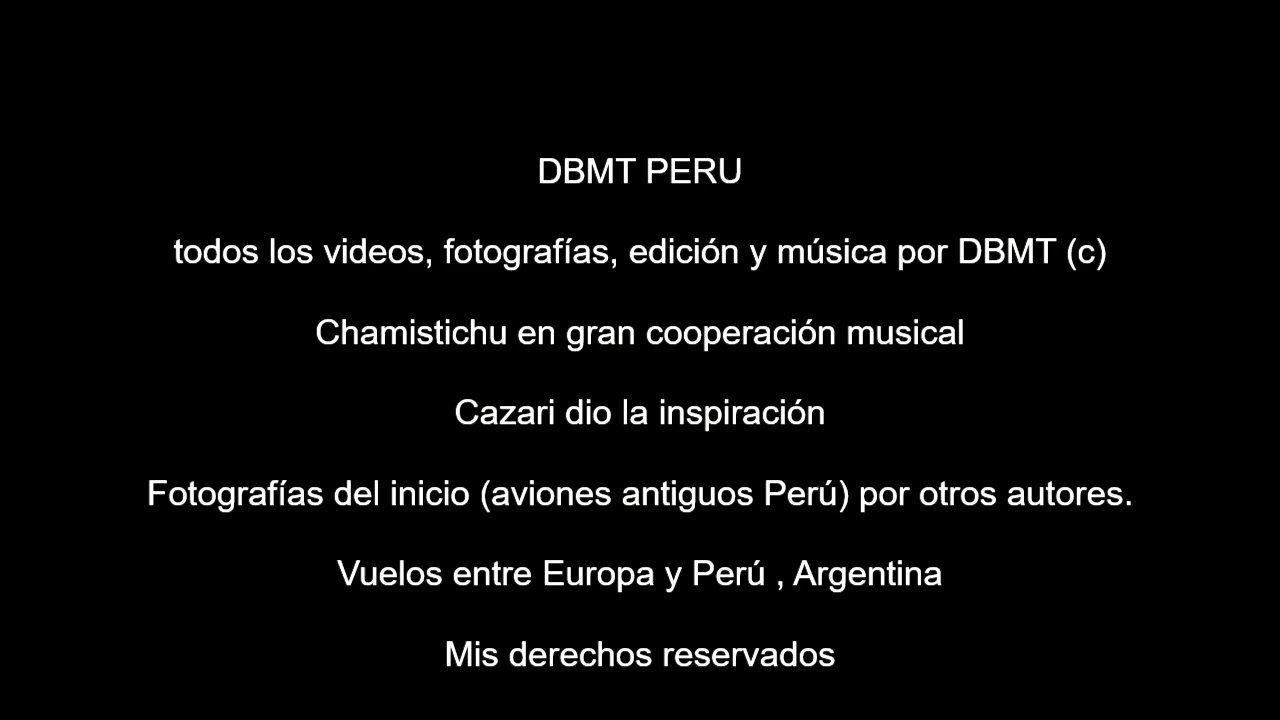 DBMT PERU
todos los videos, fotografías, edición y música por DBMT (c)
Chamistichu en gran cooperación musical
Cazari dio la inspiración
Fotografías del inicio (aviones antiguos Perú) por otros autores.
Vuelos entre Europa y Perú , Argentina
Mis derechos reservados